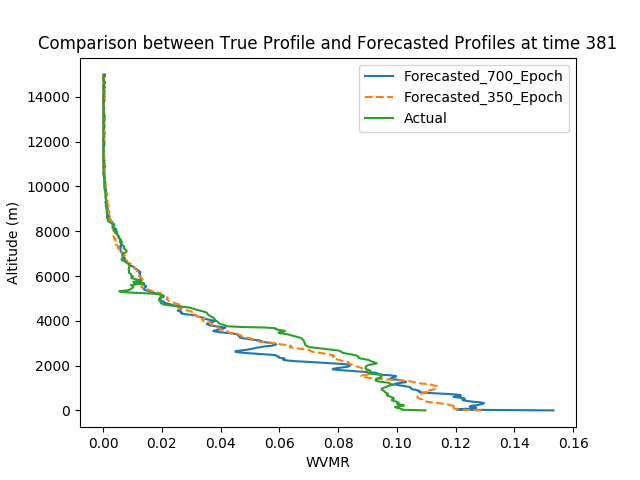 Comparison between True Profile and Forecasted Profiles at time 381
Forecasted_700_Epoch
Forecasted_350_Epoch
Actual
Altitude (m)
14000
12000
10000
8000
6000
4000
2000
0
0.00 0.02 0.04 0.06 0.08 0.10 0.12 0.14 0.16
WVMR